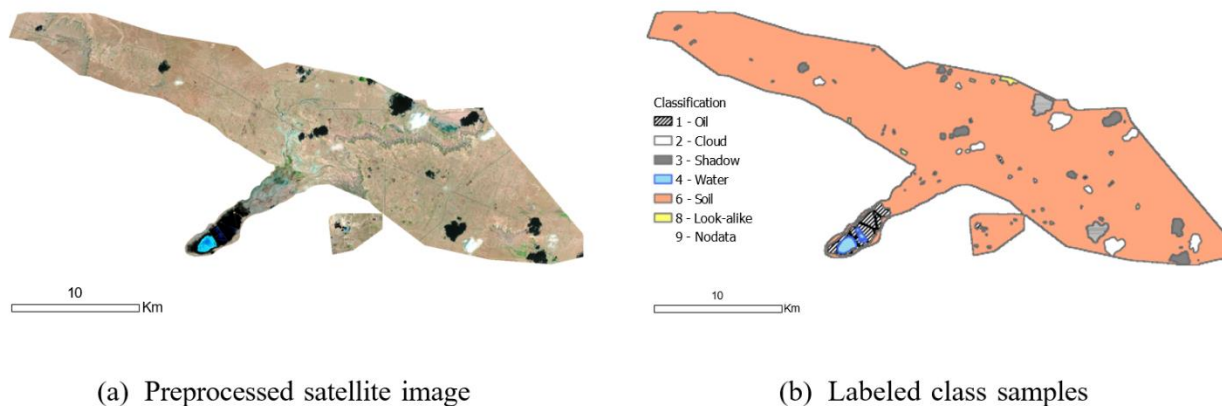 Classification
1 - Oil
2 - Cloud
3 - Shadow
4 - Water
6 - Soil
8 - Look-alike
9 - Nodata
10
Km
10
Km
(a) Preprocessed satellite image
(b) Labeled class samples